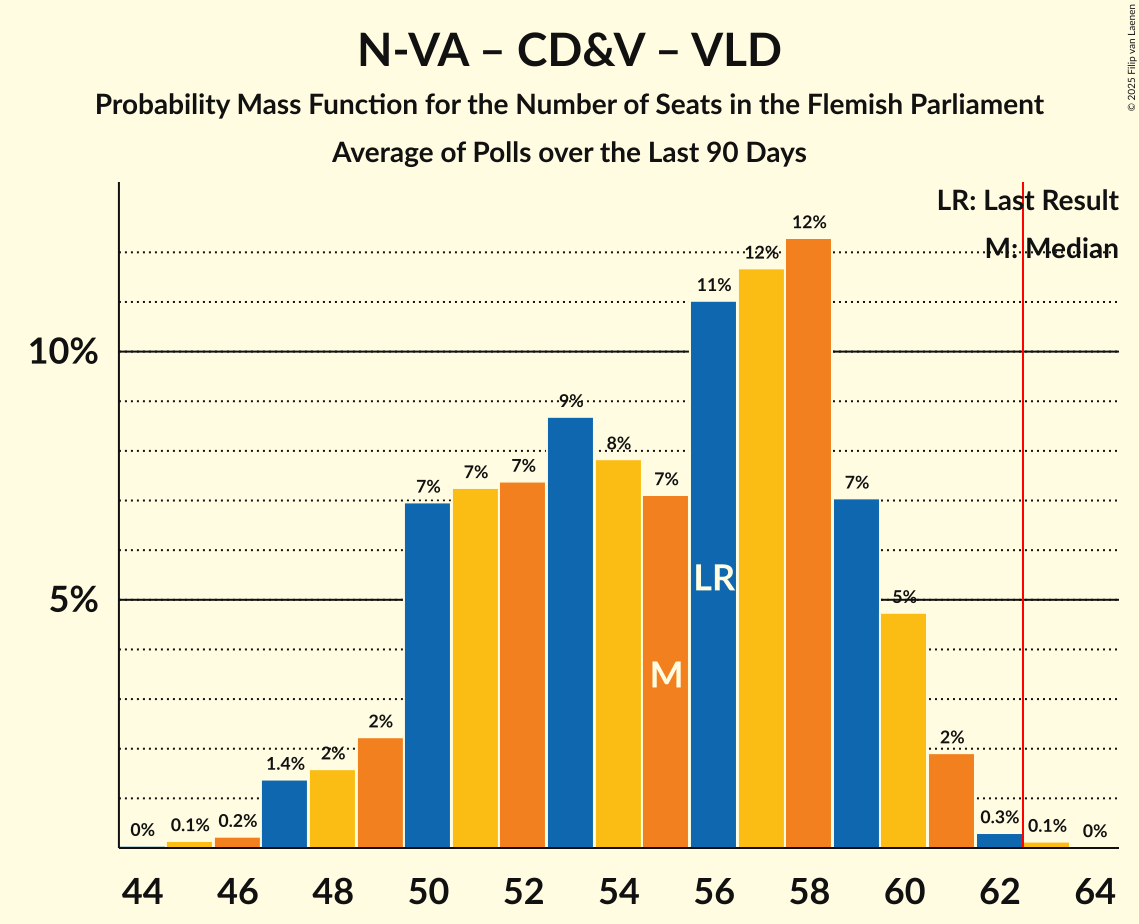 N-VA – CD&V – VLD
Probability Mass Function for the Number of Seats in the Flemish Parliament
Average of Polls over the Last 90 Days
© 2025 Filip van Laenen
LR: Last Result
M: Median
10%
5%
0%
0.1%
0.2%
1.4%
2%
2%
7%
7%
7%
9%
8%
7%
11%
12%
12%
7%
5%
2%
0.3%
0.1%
0%
LR
M
44 46 48 50 52 54 56 58 60 62 64